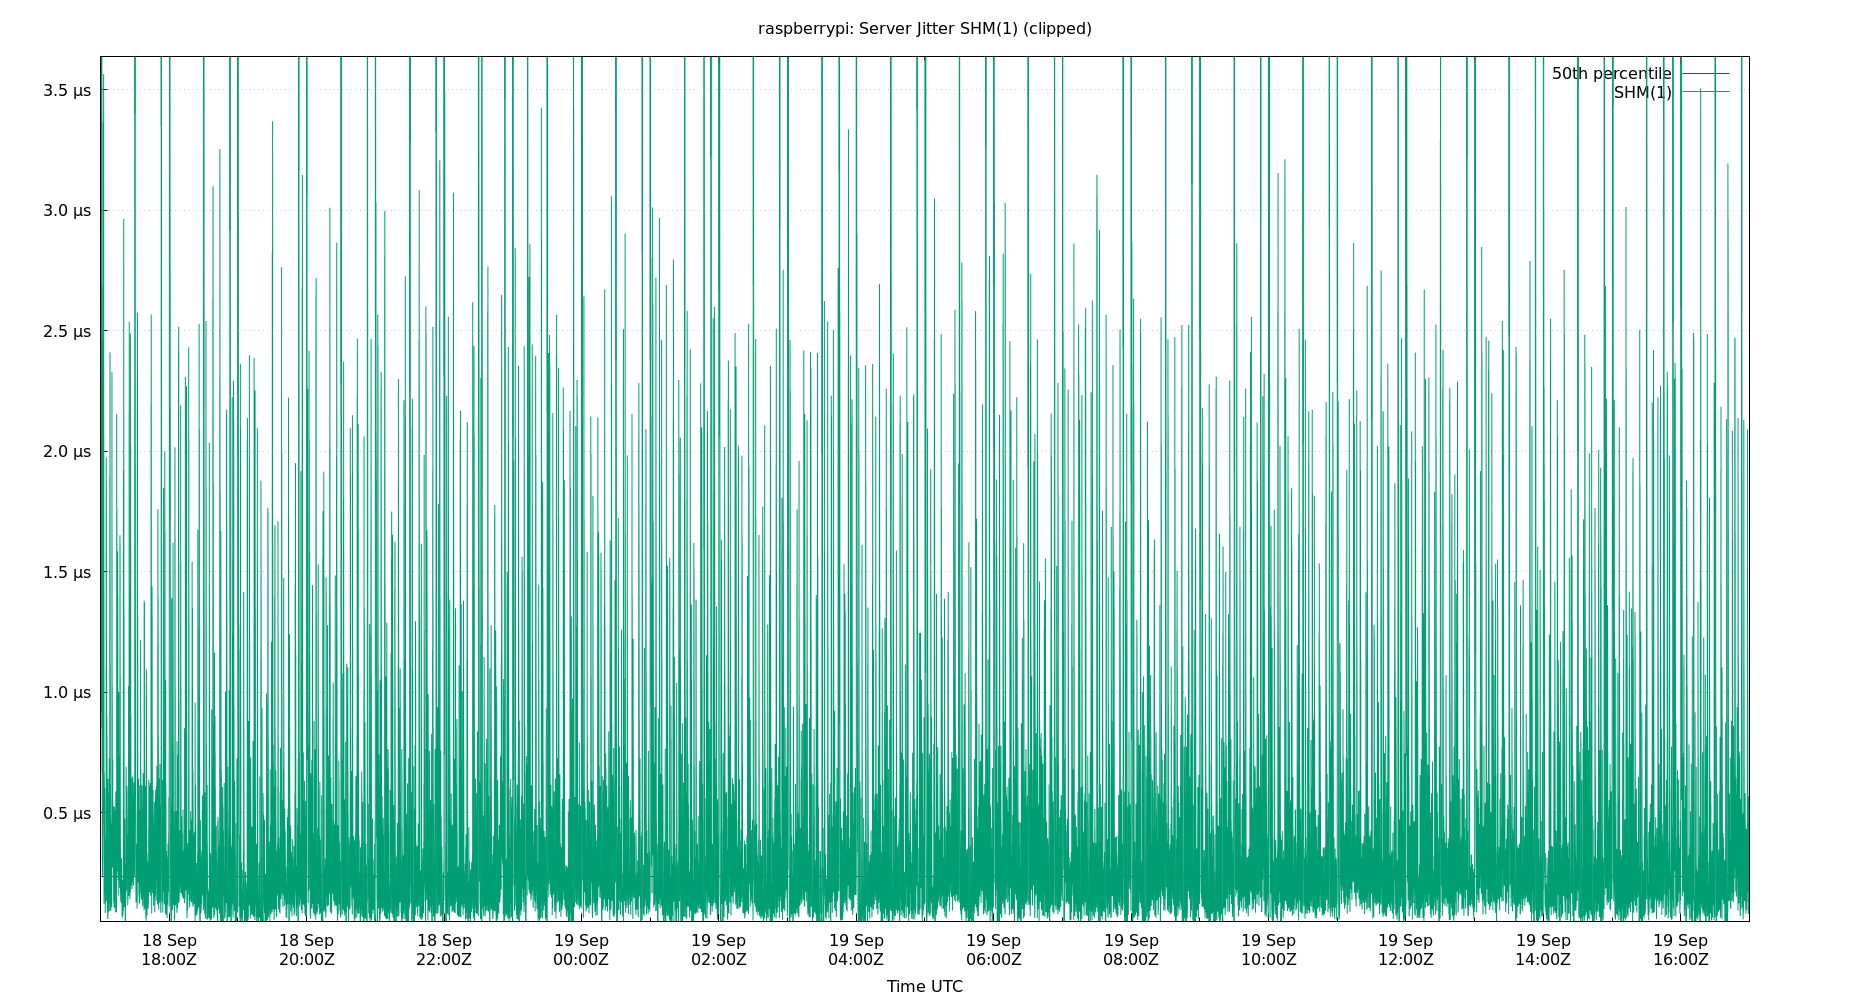 raspberrypi: Server Jitter SHM(1) (clipped)
50th percentile
SHM(1)
3.5 µs
3.0 µs
2.5 µs
2.0 µs
1.5 µs
1.0 µs
0.5 µs
18 Sep 18 Sep 18 Sep 19 Sep 19 Sep 19 Sep 19 Sep 19 Sep 19 Sep 19 Sep 19 Sep 19 Sep
18:00Z 20:00Z 22:00Z 00:00Z 02:00Z 04:00Z 06:00Z 08:00Z 10:00Z 12:00Z 14:00Z 16:00Z
Time UTC